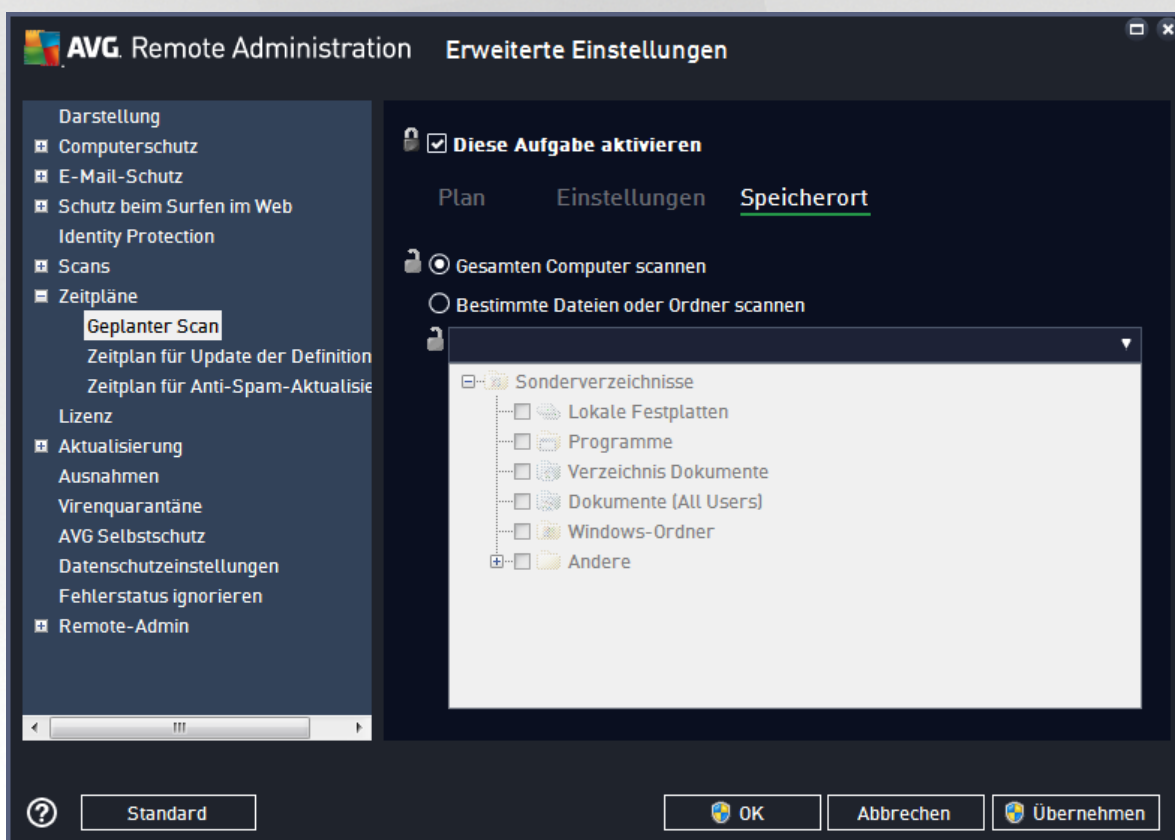 AVG. Remote Administration Erweiterte Einstellungen
Darstellung
Computerschutz
E-Mail-Schutz
Schutz beim Surfen im Web
Identity Protection
Scans
Zeitpläne
Geplanter Scan
Zeitplan für Update der Definition
Zeitplan für Anti-Spam-Aktualisie
Lizenz
Aktualisierung
Ausnahmen
Virenquarantäne
AVG Selbstschutz
Datenschutzeinstellungen
Fehlerstatus ignorieren
Remote-Admin
Diese Aufgabe aktivieren
Plan Einstellungen Speicherort
Gesamten Computer scannen
Bestimmte Dateien oder Ordner scannen
Sonderverzeichnisse
Lokale Festplatten
Programme
Verzeichnis Dokumente
Dokumente (All Users)
Windows-Ordner
Andere
Standard OK Abbrechen Übernehmen